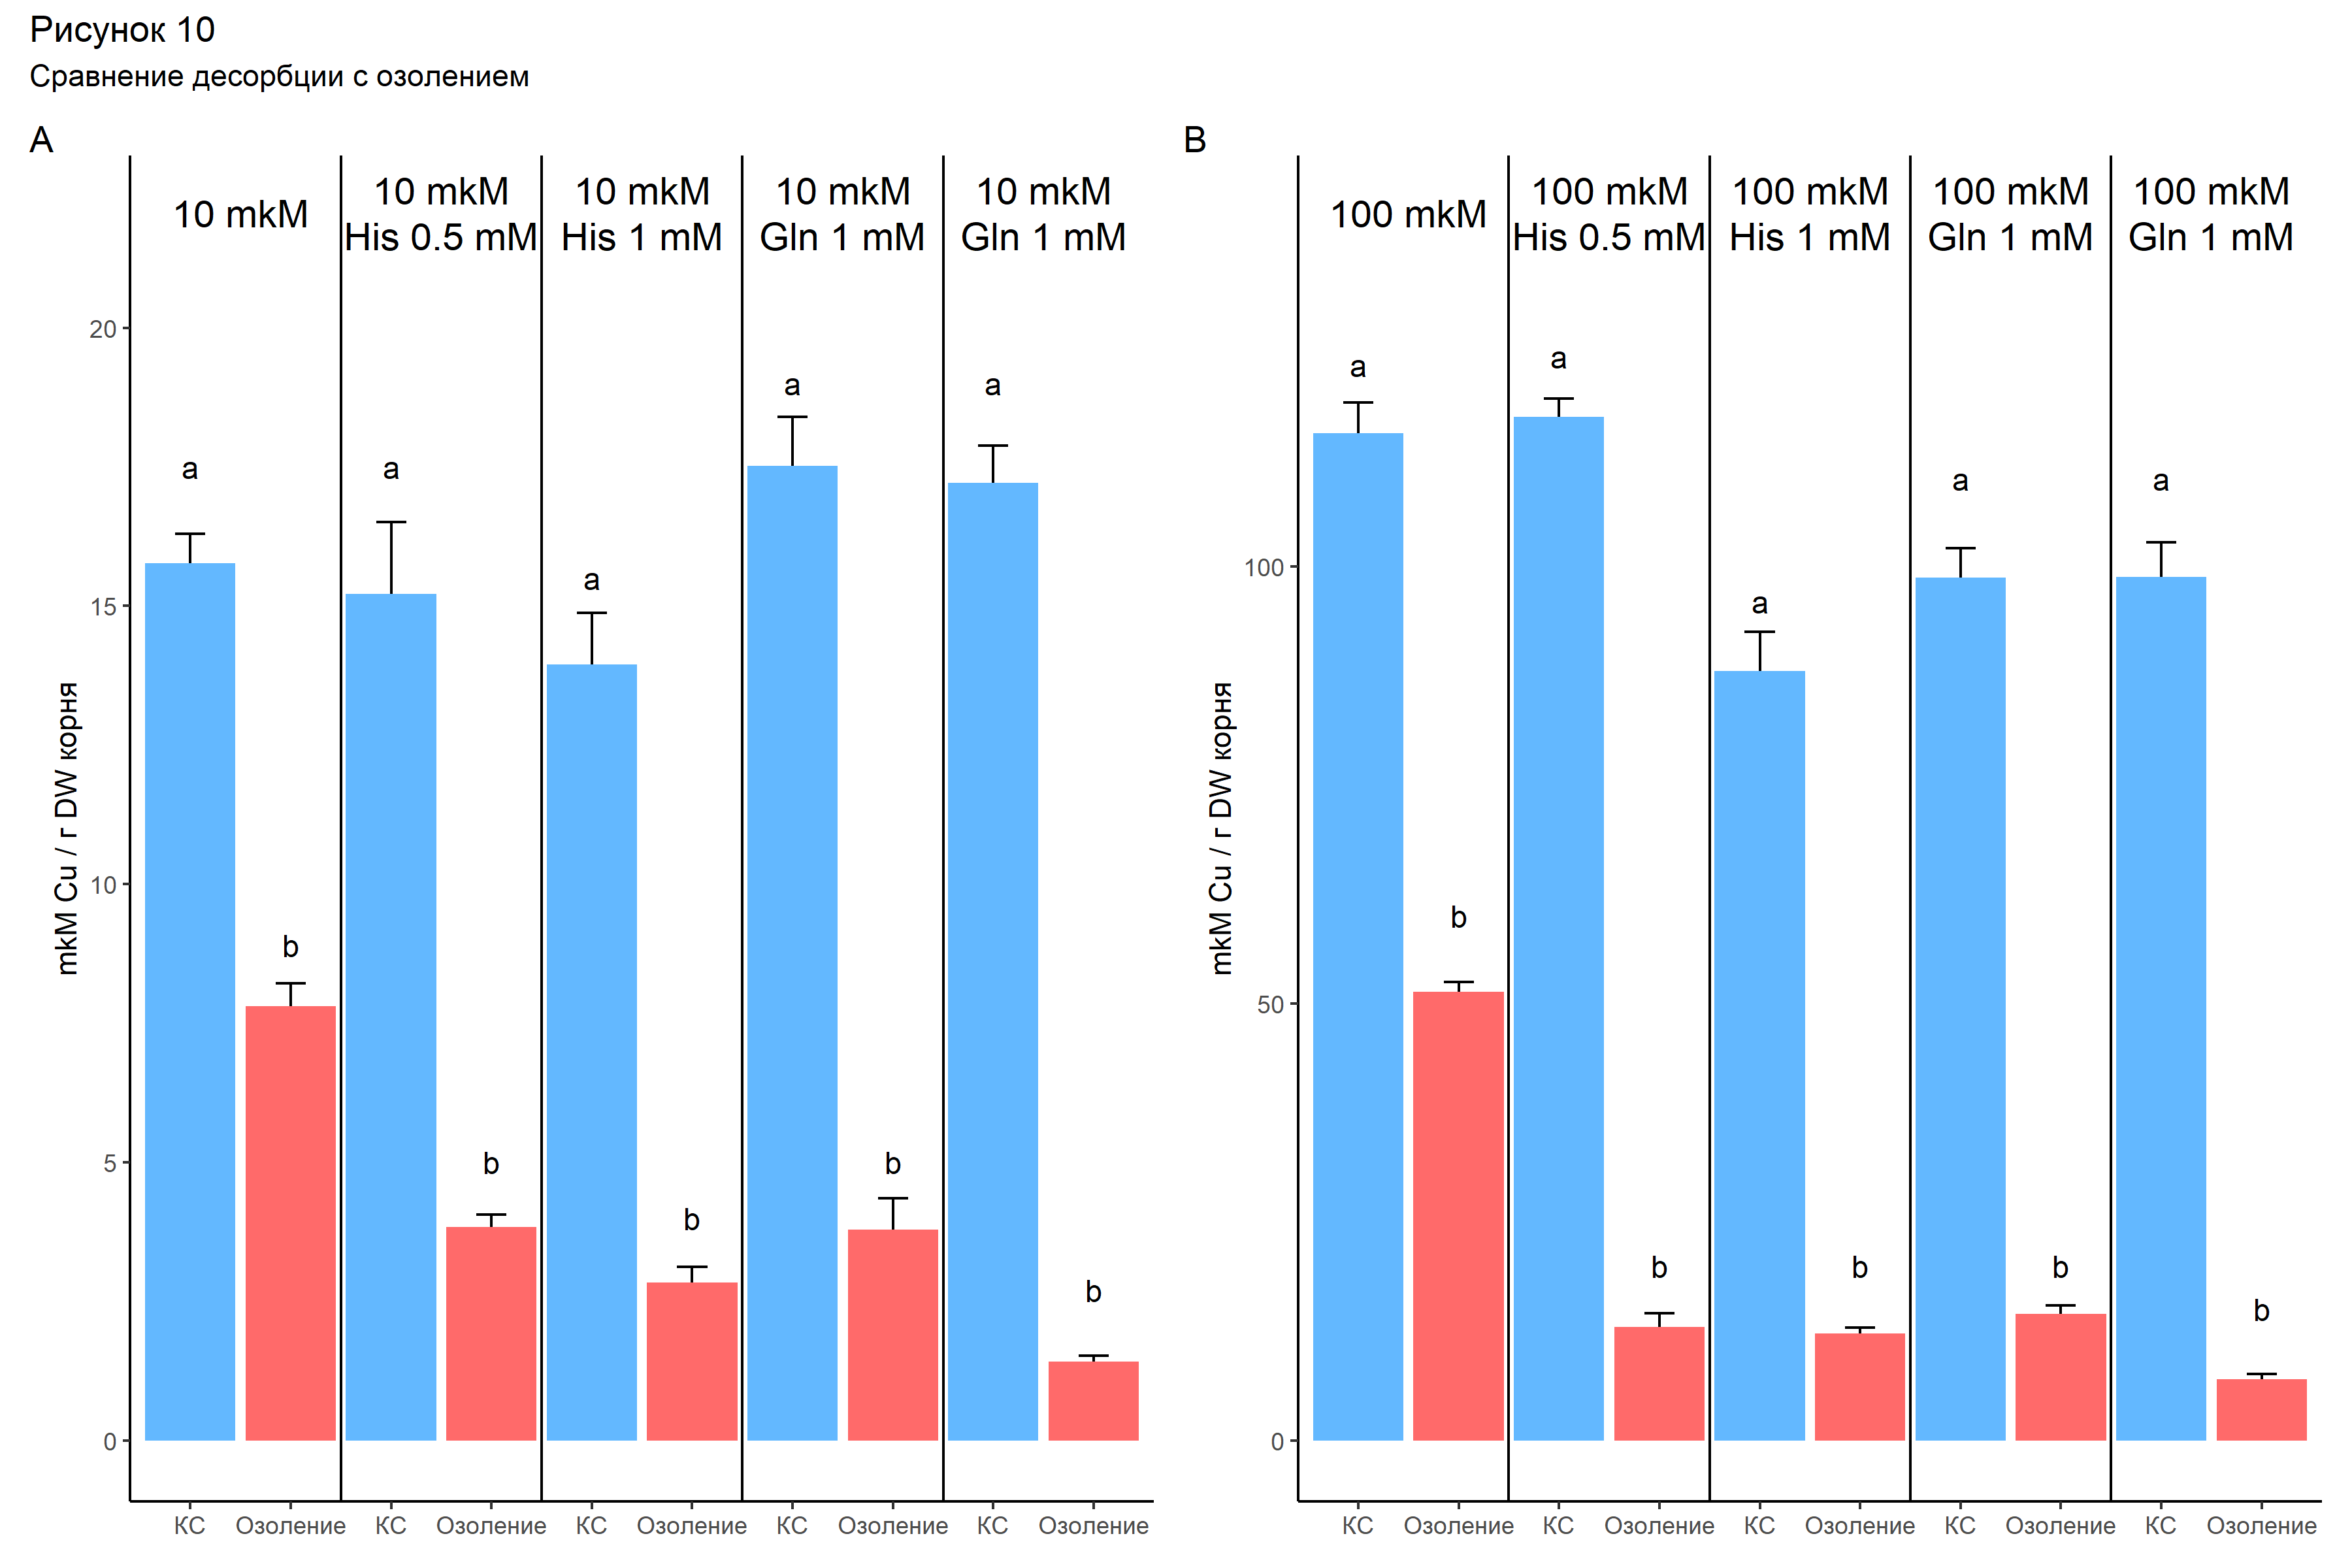 Рисунок 10
Сравнение десорбции с озолением
A
10 mkM
10 mkM
His 0.5 mM
10 mkM
His 1 mM
10 mkM
Gln 1 mM
10 mkM
Gln 1 mM
mkM Cu / г DW корня
20
15
10
5
0
a
b
a
b
a
b
a
b
a
b
КС Озоление КС Озоление КС Озоление КС Озоление КС Озоление
B
100 mkM
100 mkM
His 0.5 mM
100 mkM
His 1 mM
100 mkM
Gln 1 mM
100 mkM
Gln 1 mM
mkM Cu / г DW корня
100
50
0
a
b
a
b
a
b
a
b
a
b
КС Озоление КС Озоление КС Озоление КС Озоление КС Озоление